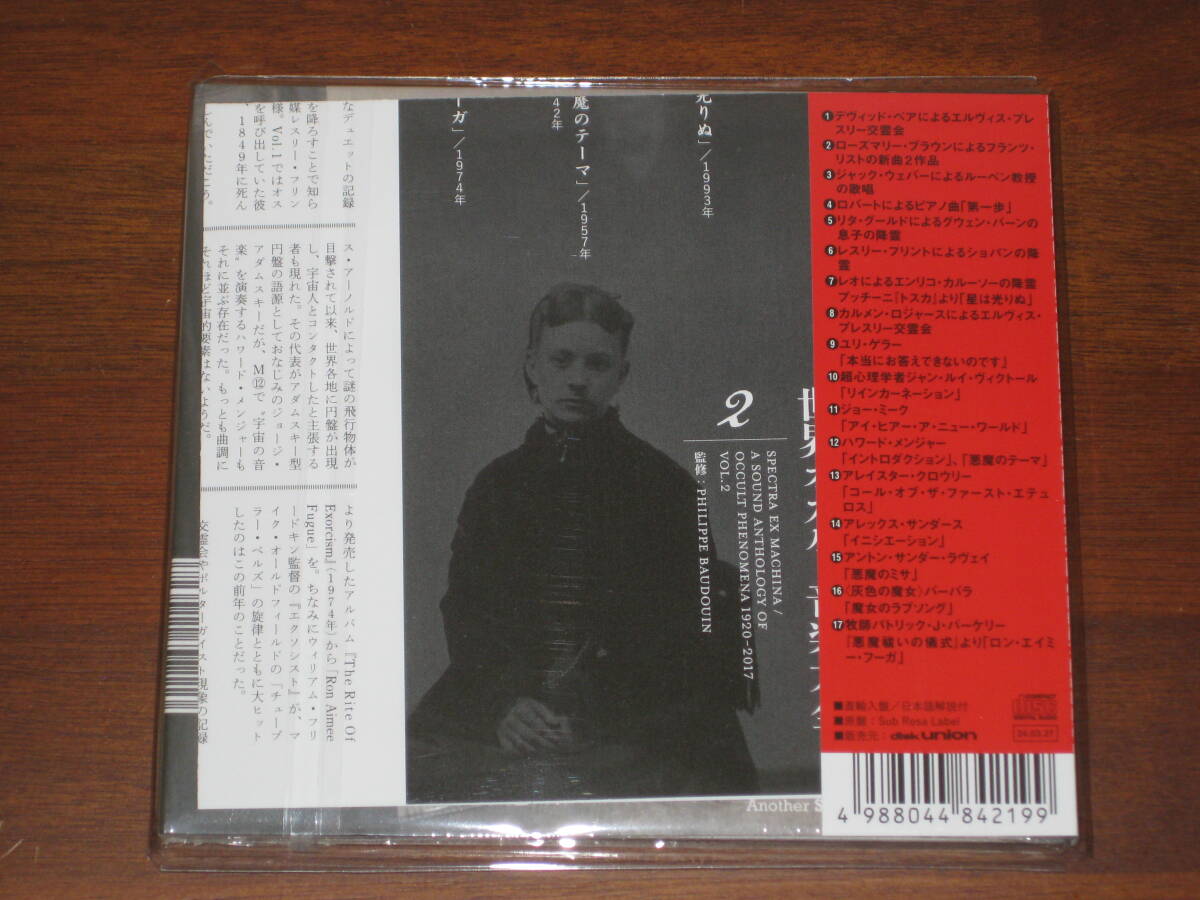 なデュエットの記録
を降ろすことで知ら
媒レスリー・フリン
様。Vol.1ではオス
を呼び出していた彼
、1849年に死ん
ス・アーノルドによって謎の飛行物体が
目撃されて以来、世界各地に円盤が出現
し、宇宙人とコンタクトしたと主張する
者も現れた。その代表がアダムスキー型
円盤の語源としておなじみのジョージ・
アダムスキーだが、M⑫で“宇宙の音
楽”を演奏するハワード・メンジャーも
それに並ぶ存在だった。もっとも曲調に
それほど宇宙的要素はないようだ。
より発売したアルバム『The Rite Of
Exorcism』(1974年)から「Ron Aimee
Fugue」を。ちなみにウィリアム・フリ
ードキン監督の『エクソシスト』が、マ
イク・オールドフィールドの『チューブ
ラー・ベルズ』の旋律とともに大ヒット
したのはこの前年のことだった。
交霊会やポルターガイスト現象の記録
光りぬ」/1993年
魔のテーマ」/1957年
42年
ーガ」/1974年
2
SPECTRA EX MACHINA/
A SOUND ANTHOLOGY OF
OCCULT PHENOMENA 1920-2017
VOL.2
監修:PHILIPPE BAUDOUIN
❶デヴィッド・ベアによるエルヴィス・プレ
スリー交霊会
❷ローズマリー・ブラウンによるフランツ・
リストの新曲2作品
❸ジャック・ウェバーによるルーベン教授
の歌唱
❹ロバートによるピアノ曲「第一歩」
❺リタ・グールドによるグウェン・バーンの
息子の降霊
❻レスリー・フリントによるショパンの降
霊
❼レオによるエンリコ・カルーソーの降霊
プッチーニ『トスカ』より「星は光りぬ」
❽カルメン・ロジャースによるエルヴィス・
プレスリー交霊会
❾ユリ・ゲラー
「本当にお答えできないのです」
❿超心理学者ジャン・ルイ・ヴィクトール
「リインカーネーション」
⓫ジョー・ミーク
「アイ・ヒアー・ア・ニュー・ワールド」
⓬ハワード・メンジャー
「イントロダクション」、「悪魔のテーマ」
⓭アレイスター・クロウリー
「コール・オブ・ザ・ファースト・エテュ
ロス」
⓮アレックス・サンダース
「イニシエーション」
⓯アントン・サンダー・ラヴェイ
「悪魔のミサ」
⓰〈灰色の魔女〉バーバラ
「魔女のラブソング」
⓱牧師パトリック・J・バーケリー
『悪魔祓いの儀式』より「ロン・エイミ
ー・フーガ」
■直輸入盤/日本語解説付
■原盤:Sub Rosa Label
■販売元:disk union
COMPACT
disc
DIGITAL AUDIO
24.03.27
Another S
4 988044 842199